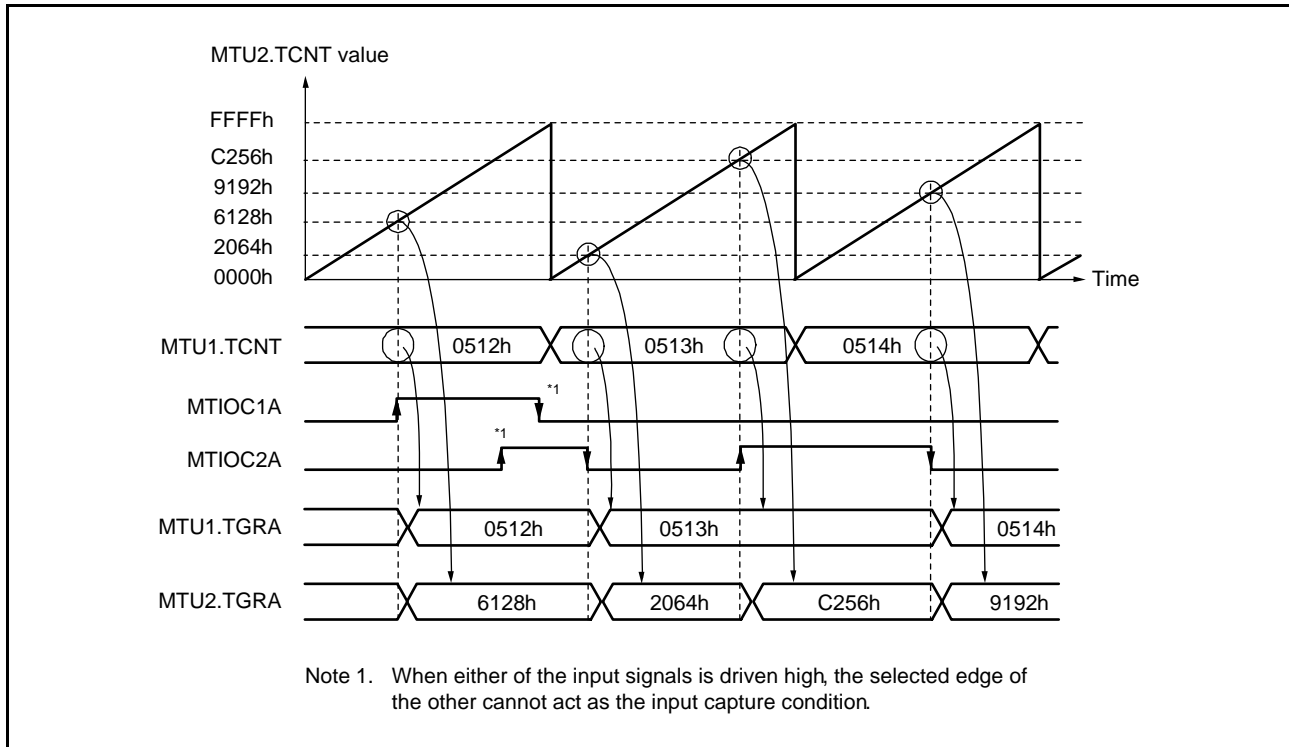 MTU2.TCNT value
FFFFh
C256h
9192h
6128h
2064h
0000h
Time
MTU1.TCNT 0512h 0513h 0514h
MTIOC1A *1
MTIOC2A *1
MTU1.TGRA 0512h 0513h 0514h
MTU2.TGRA 6128h 2064h C256h 9192h
Note 1. When either of the input signals is driven high, the selected edge of
the other cannot act as the input capture condition.